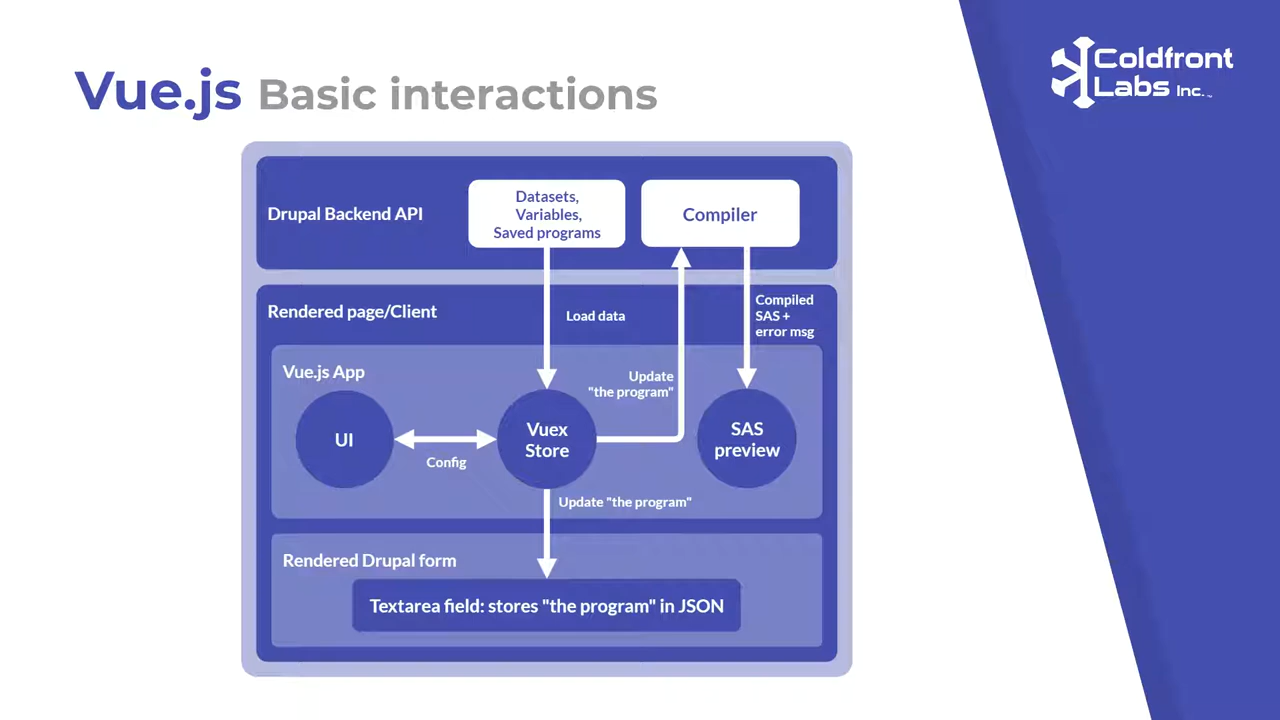 Vue.js Basic interactions
Coldfront
Labs Inc.™
Drupal Backend API
Datasets,
Variables,
Saved programs
Compiler
Rendered page/Client
Load data
Compiled
SAS +
error msg
Vue.js App
Update
"the program"
UI
Config
Vuex
Store
SAS
preview
Update "the program"
Rendered Drupal form
Textarea field: stores "the program" in JSON